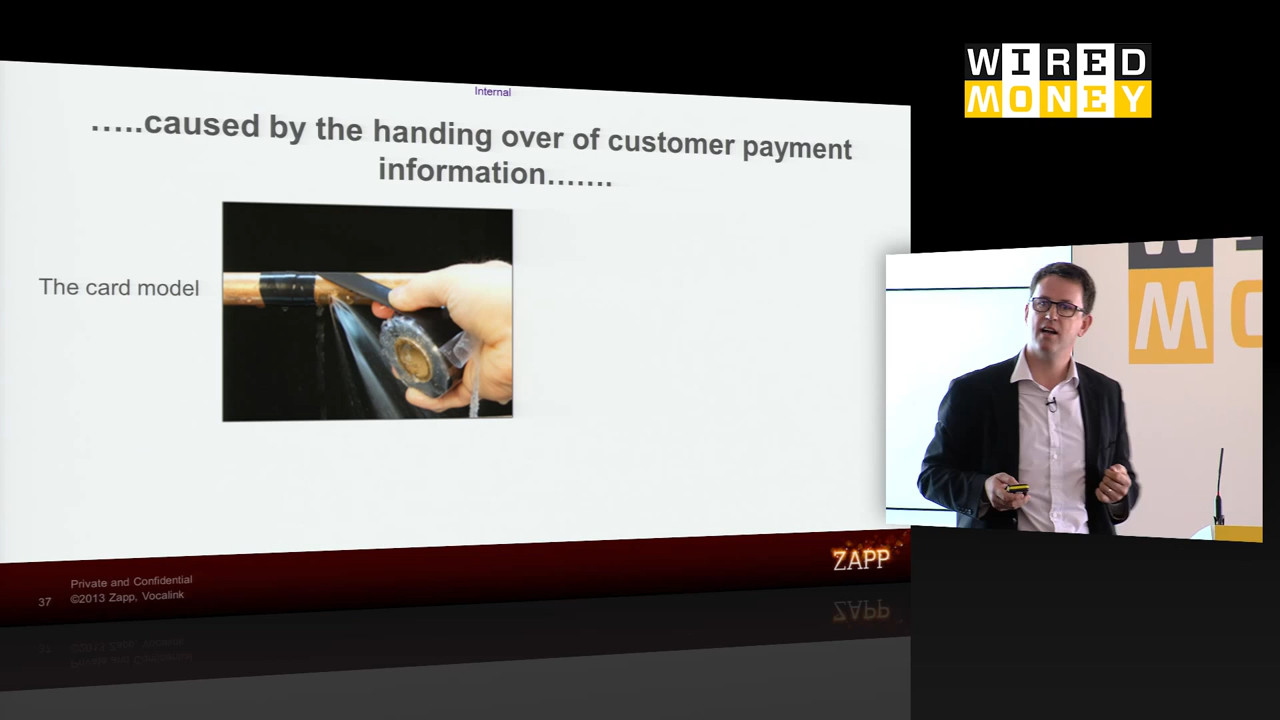 WIRED
MONEY
Internal
.....caused by the handing over of customer payment
information.......
The card model
Private and Confidential
©2013 Zapp, Vocalink
37
ZAPP